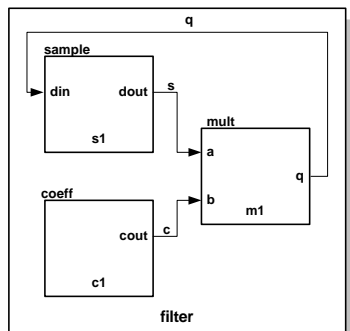 q
sample
din dout
s
s1
mult
a
b
q
m1
coeff
cout
c
c1
filter